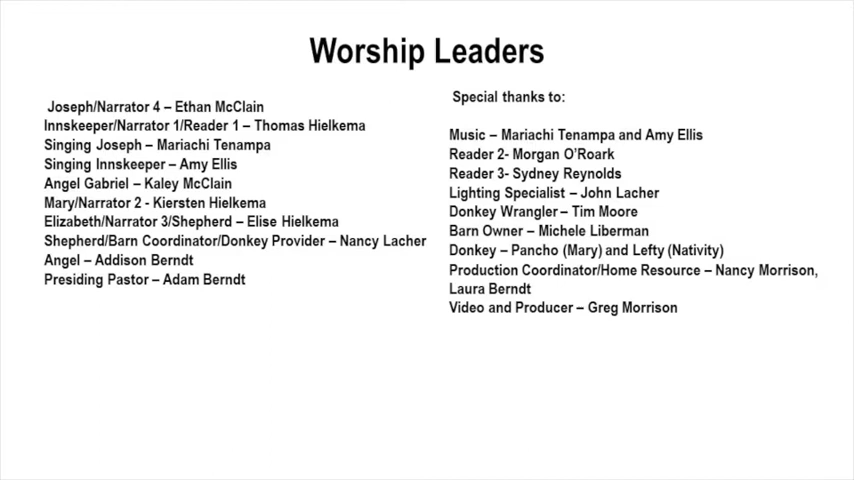 Worship Leaders
Joseph/Narrator 4 – Ethan McClain
Innskeeper/Narrator 1/Reader 1 – Thomas Hielkema
Singing Joseph – Mariachi Tenampa
Singing Innskeeper – Amy Ellis
Angel Gabriel – Kaley McClain
Mary/Narrator 2 - Kiersten Hielkema
Elizabeth/Narrator 3/Shepherd – Elise Hielkema
Shepherd/Barn Coordinator/Donkey Provider – Nancy Lacher
Angel – Addison Berndt
Presiding Pastor – Adam Berndt
Special thanks to:
Music – Mariachi Tenampa and Amy Ellis
Reader 2- Morgan O'Roark
Reader 3- Sydney Reynolds
Lighting Specialist – John Lacher
Donkey Wrangler – Tim Moore
Barn Owner – Michele Liberman
Donkey – Pancho (Mary) and Lefty (Nativity)
Production Coordinator/Home Resource – Nancy Morrison,
Laura Berndt
Video and Producer – Greg Morrison